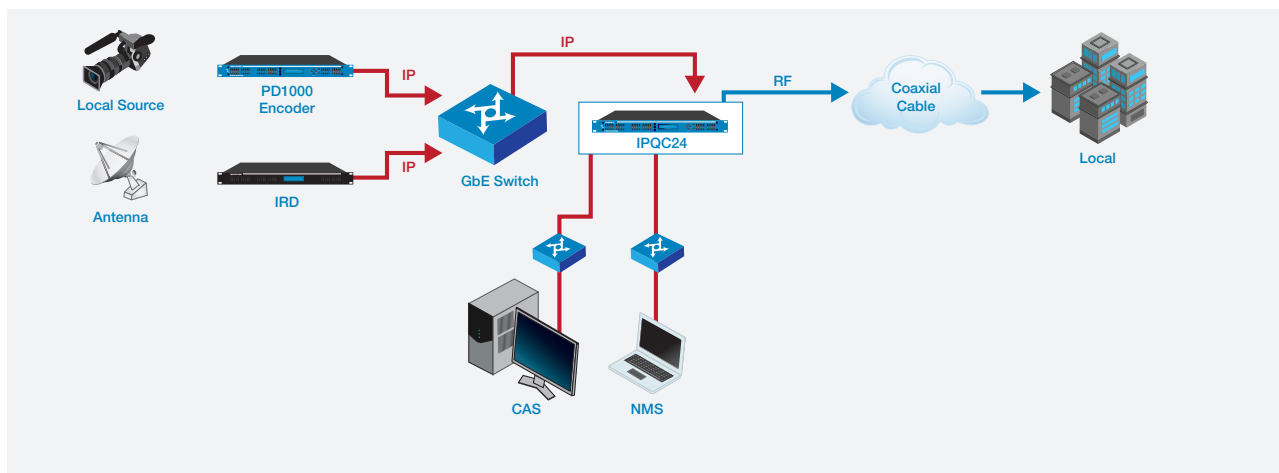 Local Source
Antenna
PD1000
Encoder
IRD
IP
IP
GbE Switch
IP
IPQC24
RF
Coaxial
Cable
Local
CAS
NMS